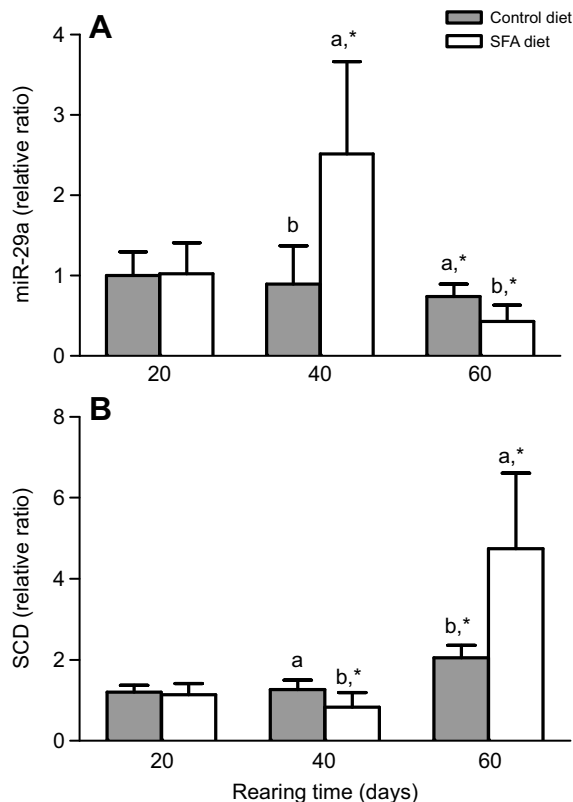 A
Control diet
SFA diet
miR-29a (relative ratio)
4
3
2
1
0
a,*
b
a,*
b,*
20 40 60
B
SCD (relative ratio)
8
6
4
2
0
a,*
b,*
a
b,*
20 40 60
Rearing time (days)